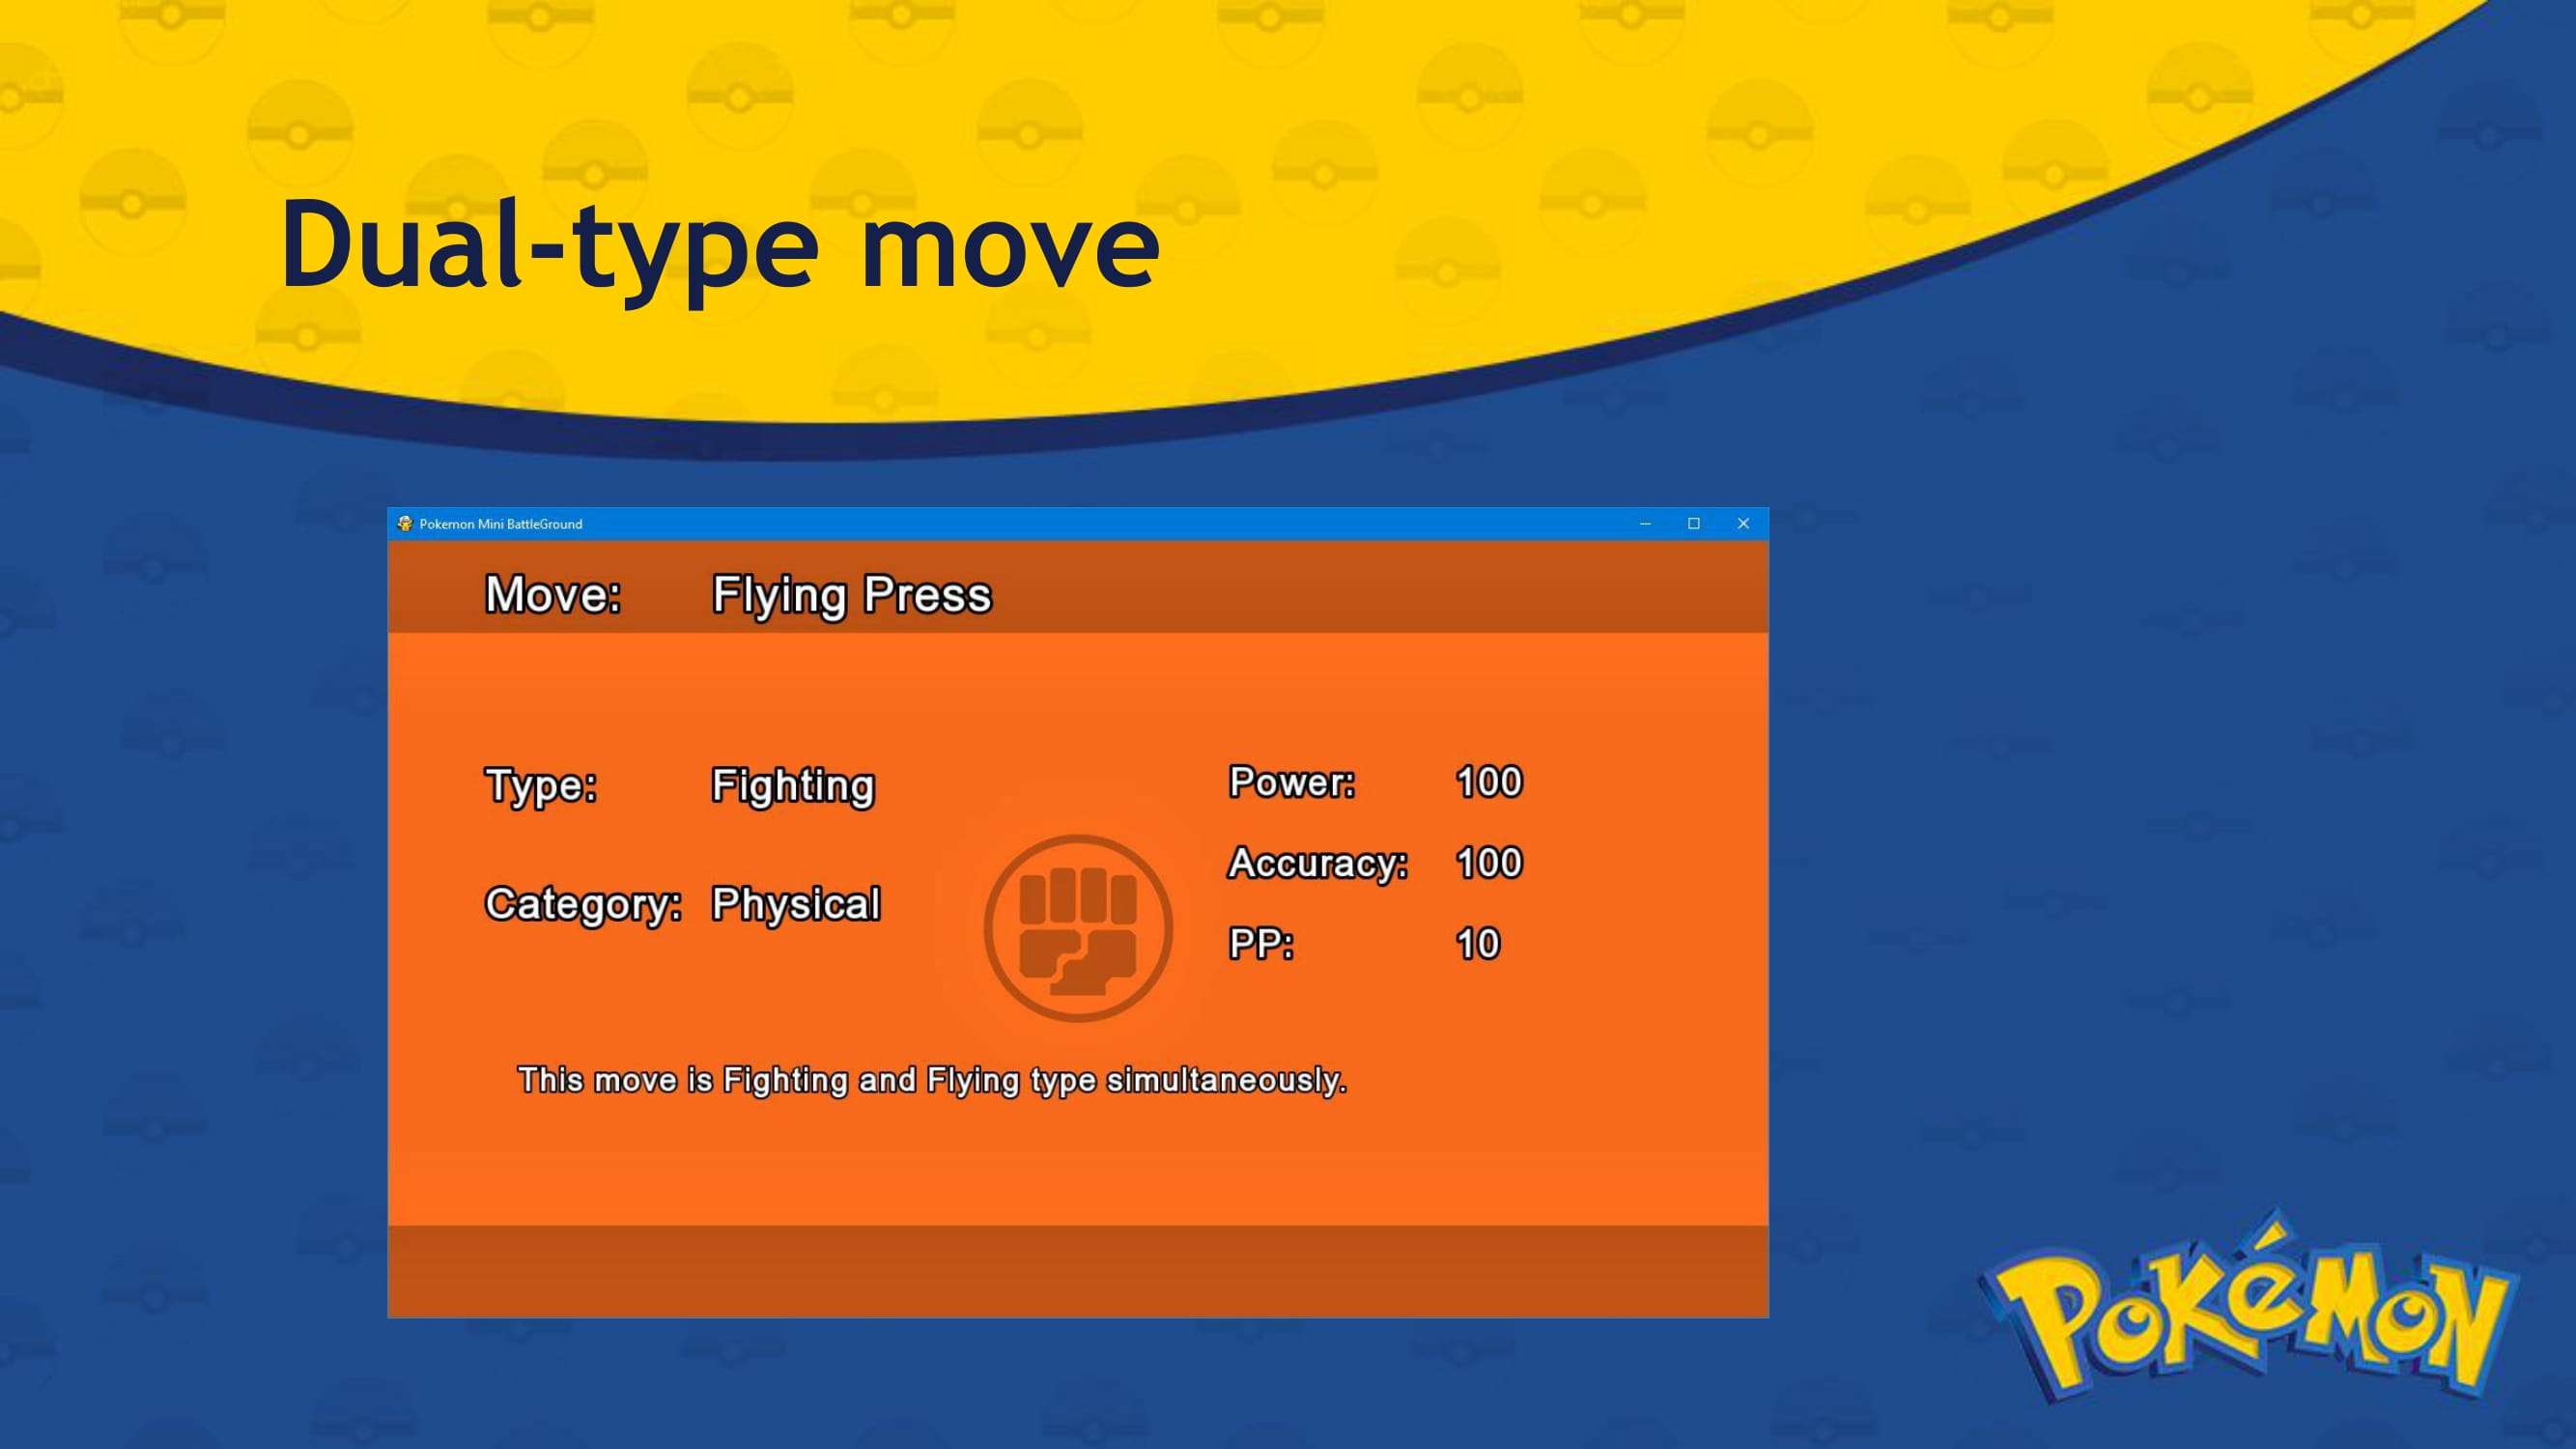 Dual-type move
Pokemon Mini BattleGround
Move: Flying Press
Type: Fighting
Power: 100
Accuracy: 100
Category: Physical
PP: 10
This move is Fighting and Flying type simultaneously.
POKéMON